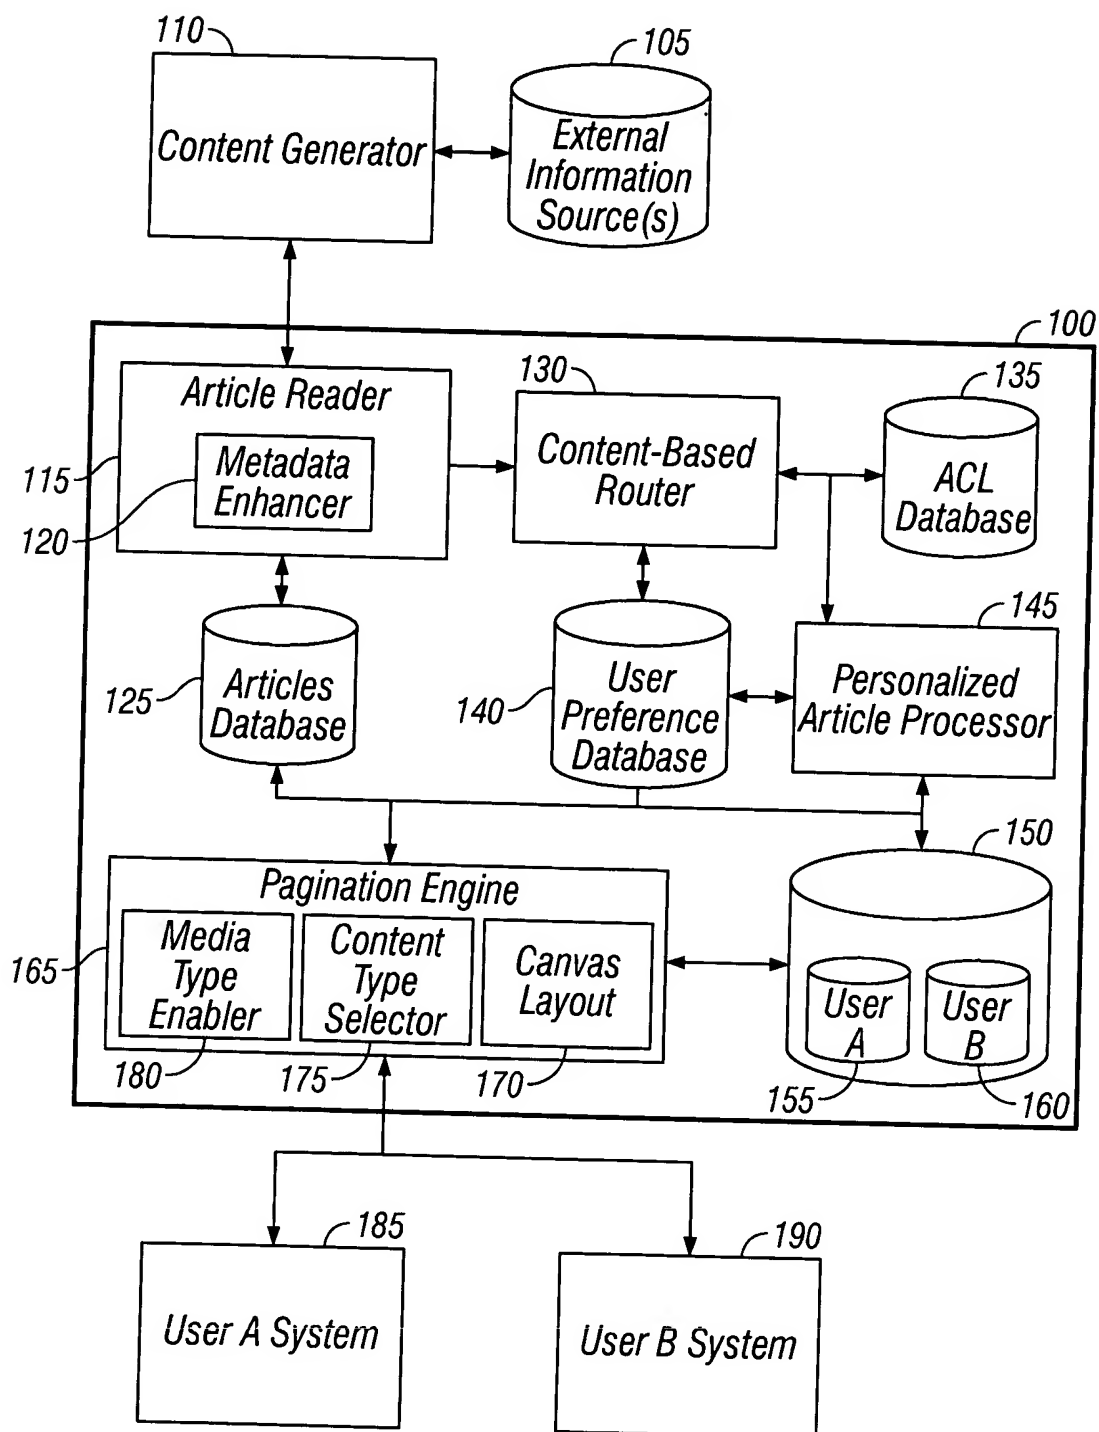 110
105
Content Generator
External
Information
Source(s)
100
Article Reader
130
135
115
Metadata
Enhancer
Content-Based
Router
ACL
Database
120
145
125
Articles
Database
140
User
Preference
Database
Personalized
Article Processor
150
Pagination Engine
165
Media
Type
Enabler
Content
Type
Selector
Canvas
Layout
User
A
User
B
180
175
170
155
160
185
190
User A System
User B System